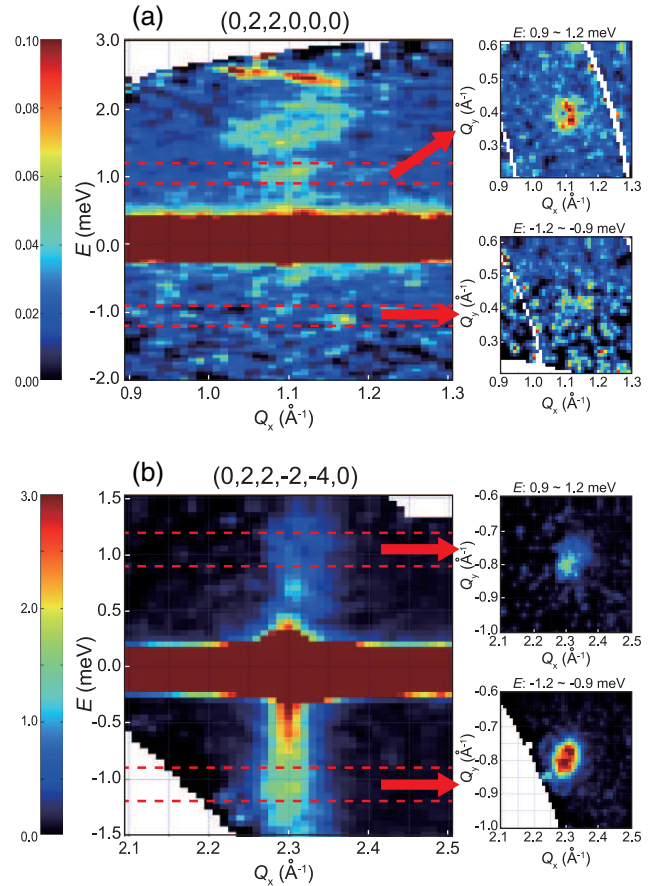 (a)
(0,2,2,0,0,0)
0.10
0.08
0.06
0.04
0.02
0.00
E (meV)
3.0
2.0
1.0
0.0
-1.0
-2.0
0.9
1.0
1.1
1.2
1.3
Qx (Å-1)
E: 0.9 ~ 1.2 meV
Qy (Å-1)
0.6
0.5
0.4
0.3
0.9 1.0 1.1 1.2 1.3
Qx (Å-1)
E: -1.2 ~ -0.9 meV
Qy (Å-1)
0.6
0.5
0.4
0.3
0.9 1.0 1.1 1.2 1.3
Qx (Å-1)
(b)
(0,2,2,-2,-4,0)
3.0
2.0
1.0
0.0
E (meV)
1.5
1.0
0.5
0.0
-0.5
-1.0
-1.5
2.1
2.2
2.3
2.4
2.5
Qx (Å-1)
E: 0.9 ~ 1.2 meV
Qy (Å-1)
-0.6
-0.7
-0.8
-0.9
-1.0
2.1 2.2 2.3 2.4 2.5
Qx (Å-1)
E: -1.2 ~ -0.9 meV
Qy (Å-1)
-0.6
-0.7
-0.8
-0.9
-1.0
2.1 2.2 2.3 2.4 2.5
Qx (Å-1)